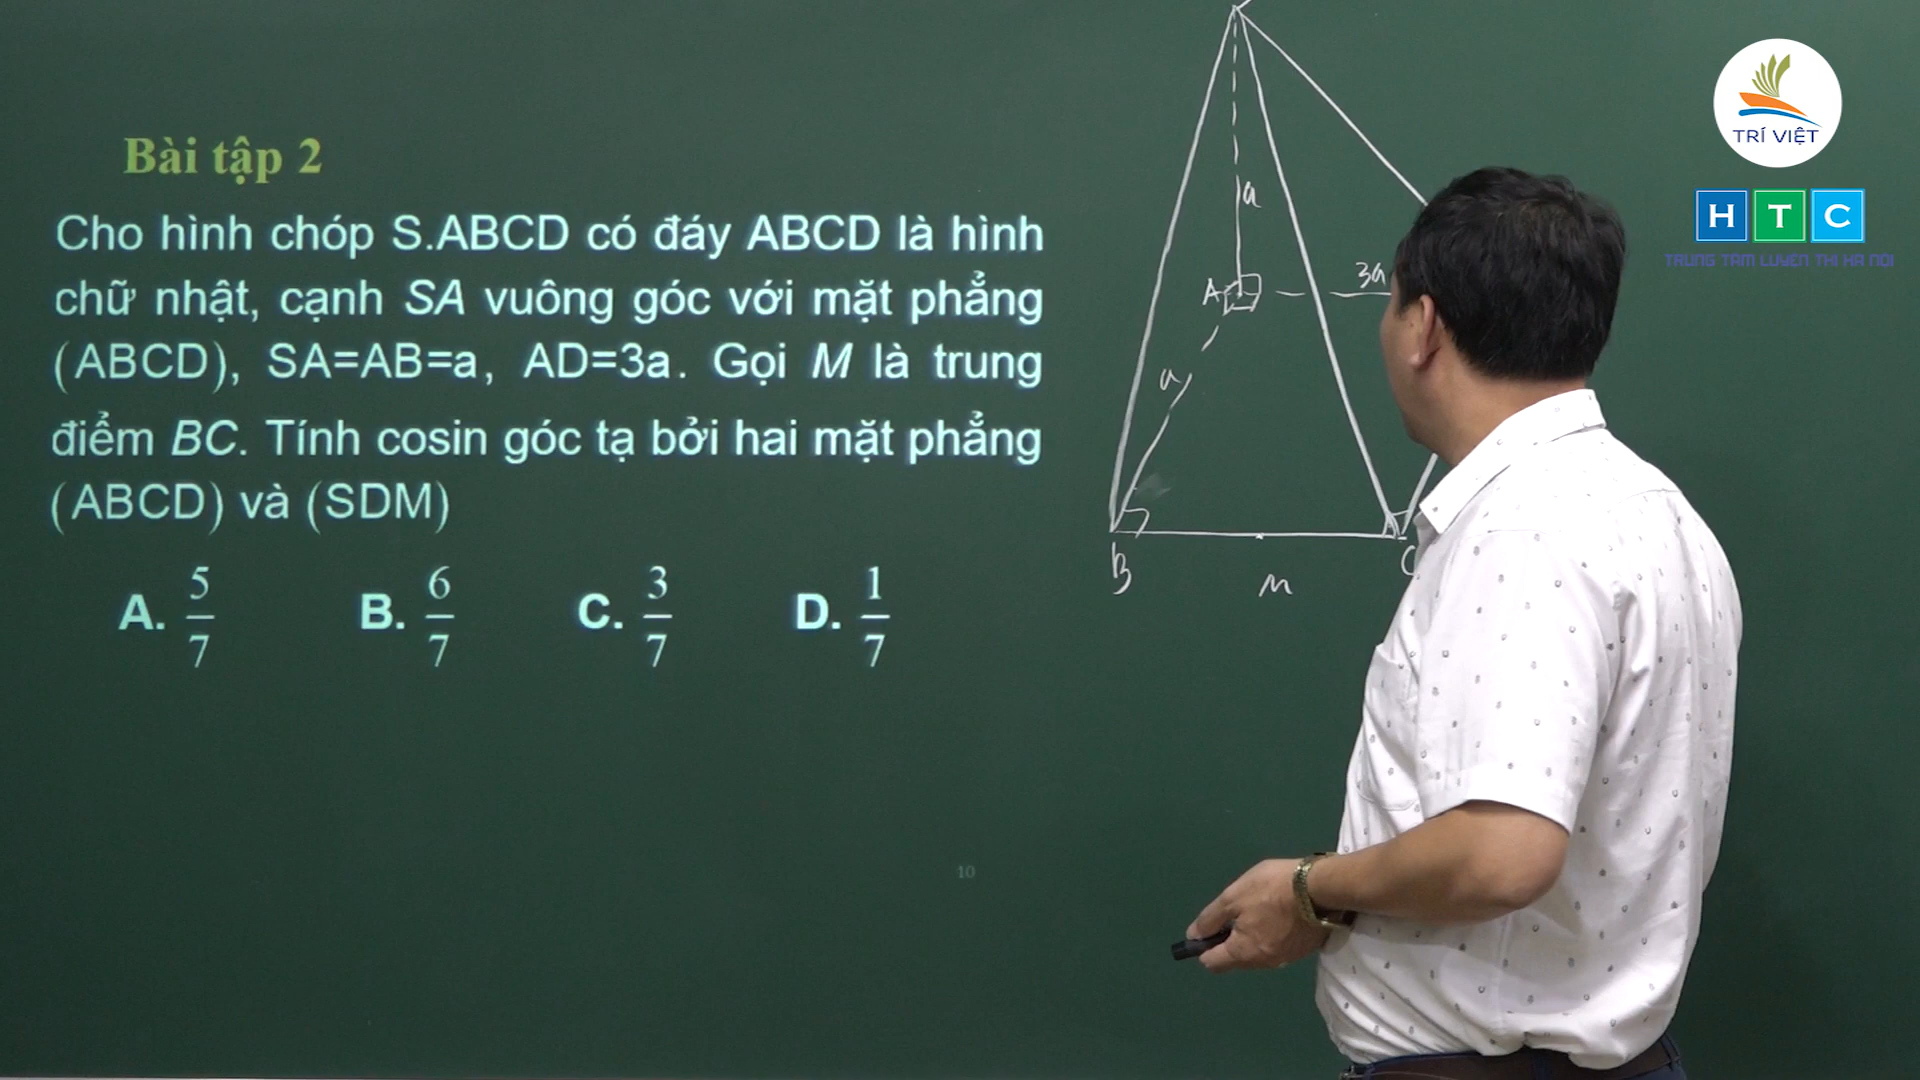 Bài tập 2
Cho hình chóp S.ABCD có đáy ABCD là hình
chữ nhật, cạnh SA vuông góc với mặt phẳng
(ABCD), SA=AB=a, AD=3a. Gọi M là trung
điểm BC. Tính cosin góc tạ bởi hai mặt phẳng
(ABCD) và (SDM)
A. 5/7 B. 6/7 C. 3/7 D. 1/7
10
a
A
3a
a
B
M
C
TRÍ VIỆT
HTC
TRUNG TÂM LUYỆN THI HÀ NỘI